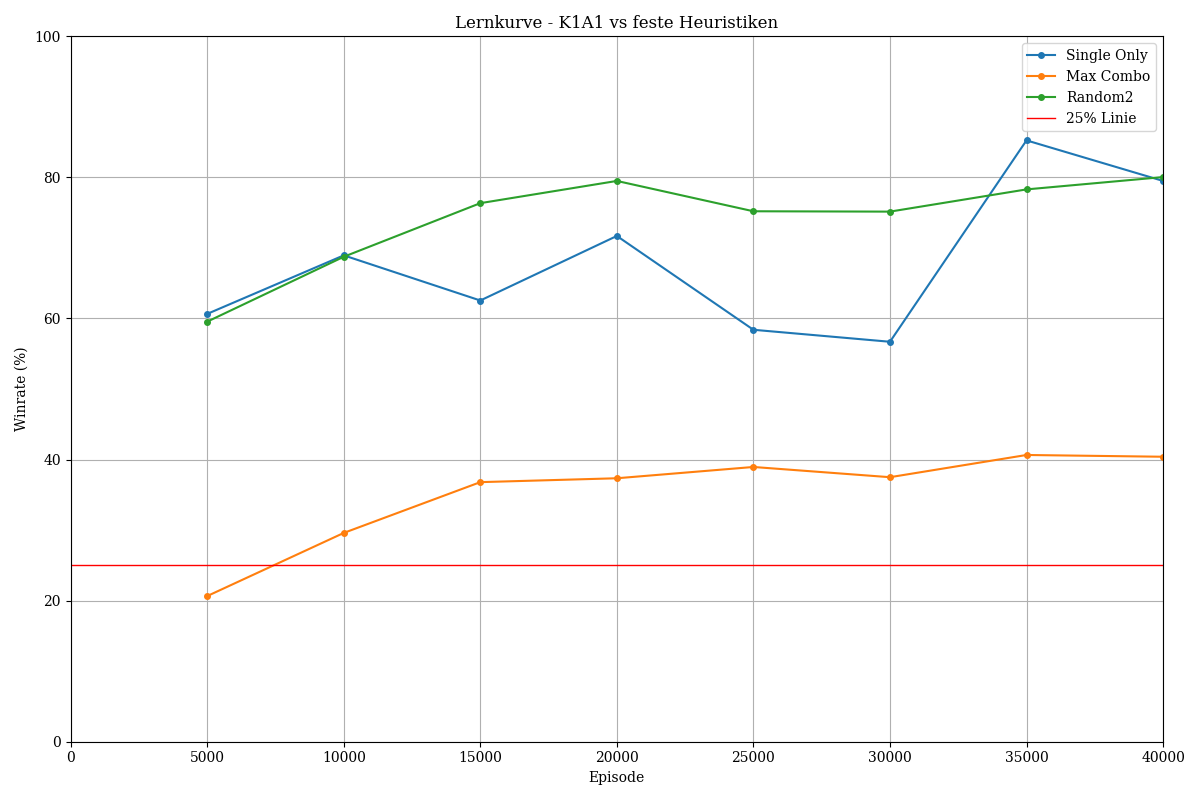 Lernkurve - K1A1 vs feste Heuristiken
100
80
60
40
20
0
Winrate (%)
Single Only
Max Combo
Random2
25% Linie
0 5000 10000 15000 20000 25000 30000 35000 40000
Episode